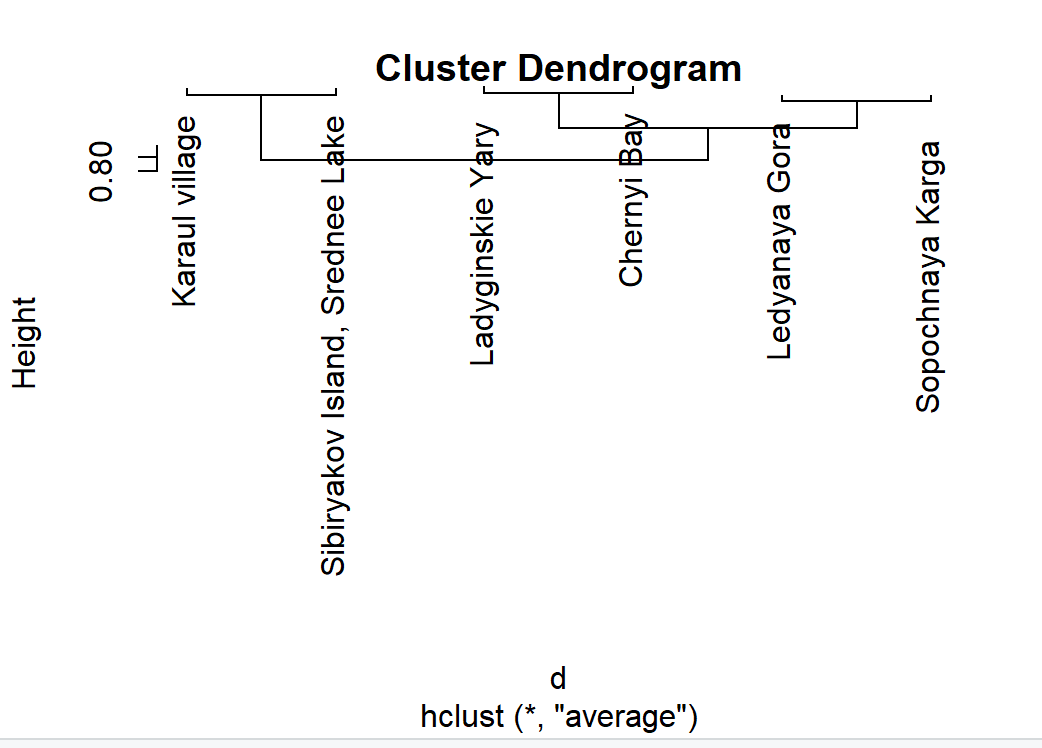 Cluster Dendrogram
Height
0.80
Karaul village
Sibiryakov Island, Srednee Lake
Ladyginskie Yary
Chernyi Bay
Ledyanaya Gora
Sopochnaya Karga
d
hclust (*, "average")